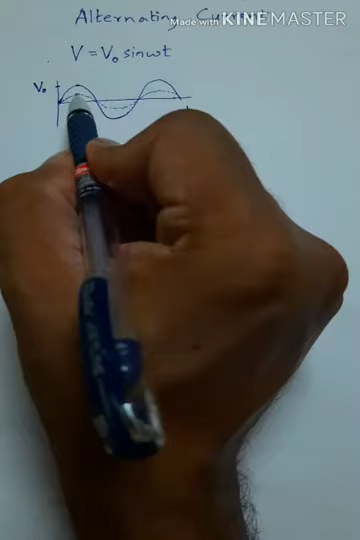 Alternating Current
Made with KINEMASTER
V = V₀ sinωt
V₀